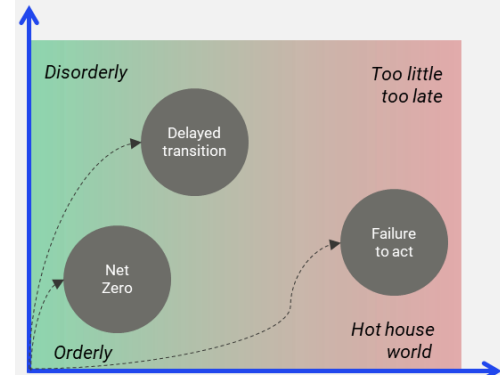 Disorderly
Too little
too late
Delayed
transition
Failure
to act
Net
Zero
Hot house
world
Orderly